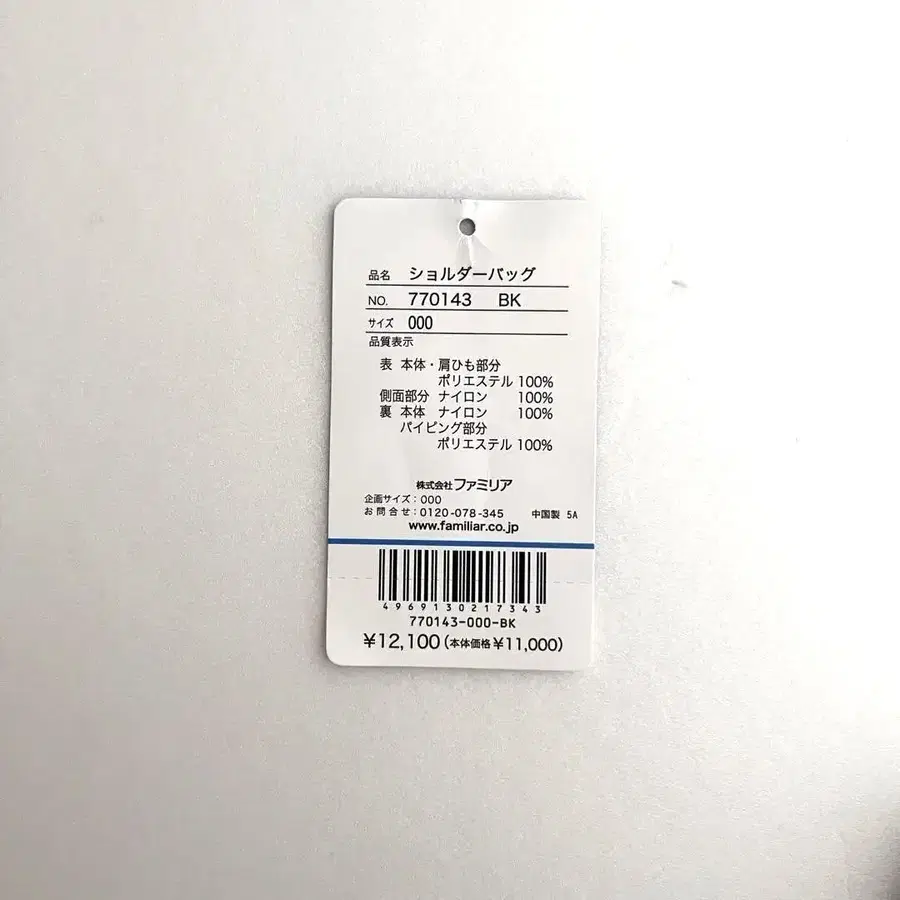 品名 ショルダーバッグ
NO. 770143 BK
サイズ 000
品質表示
表 本体・肩ひも部分
ポリエステル 100%
側面部分 ナイロン 100%
裏 本体 ナイロン 100%
パイピング部分
ポリエステル 100%
株式会社ファミリア
企画サイズ：000
お問合せ：0120-078-345 中国製 5A
www.familiar.co.jp
4969130217343
770143-000-BK
¥12,100(本体価格¥11,000)